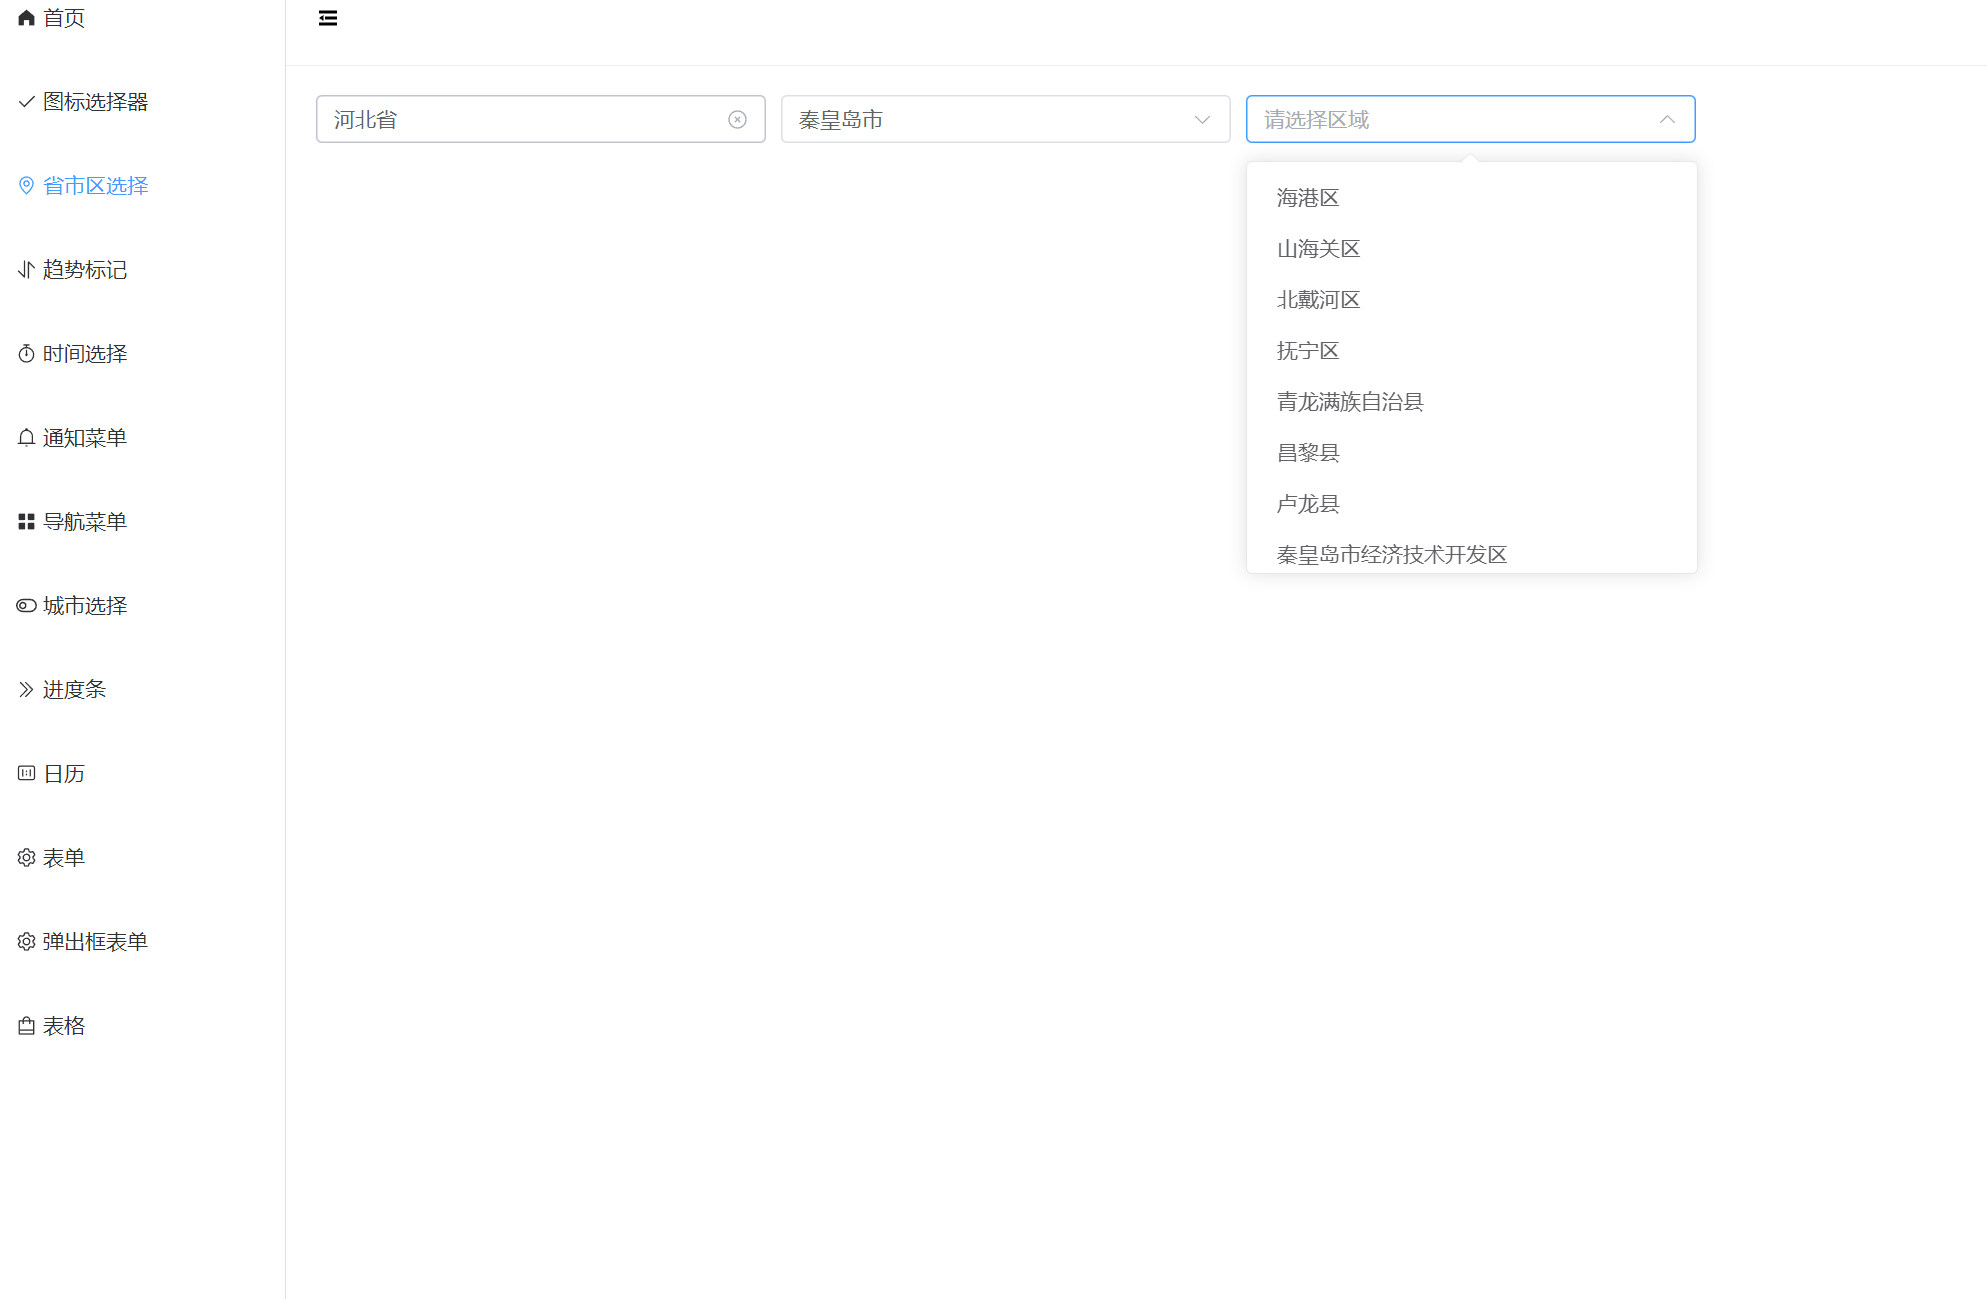 首页
图标选择器
省市区选择
趋势标记
时间选择
通知菜单
导航菜单
城市选择
进度条
日历
表单
弹出框表单
表格
河北省
秦皇岛市
请选择区域
海港区
山海关区
北戴河区
抚宁区
青龙满族自治县
昌黎县
卢龙县
秦皇岛市经济技术开发区